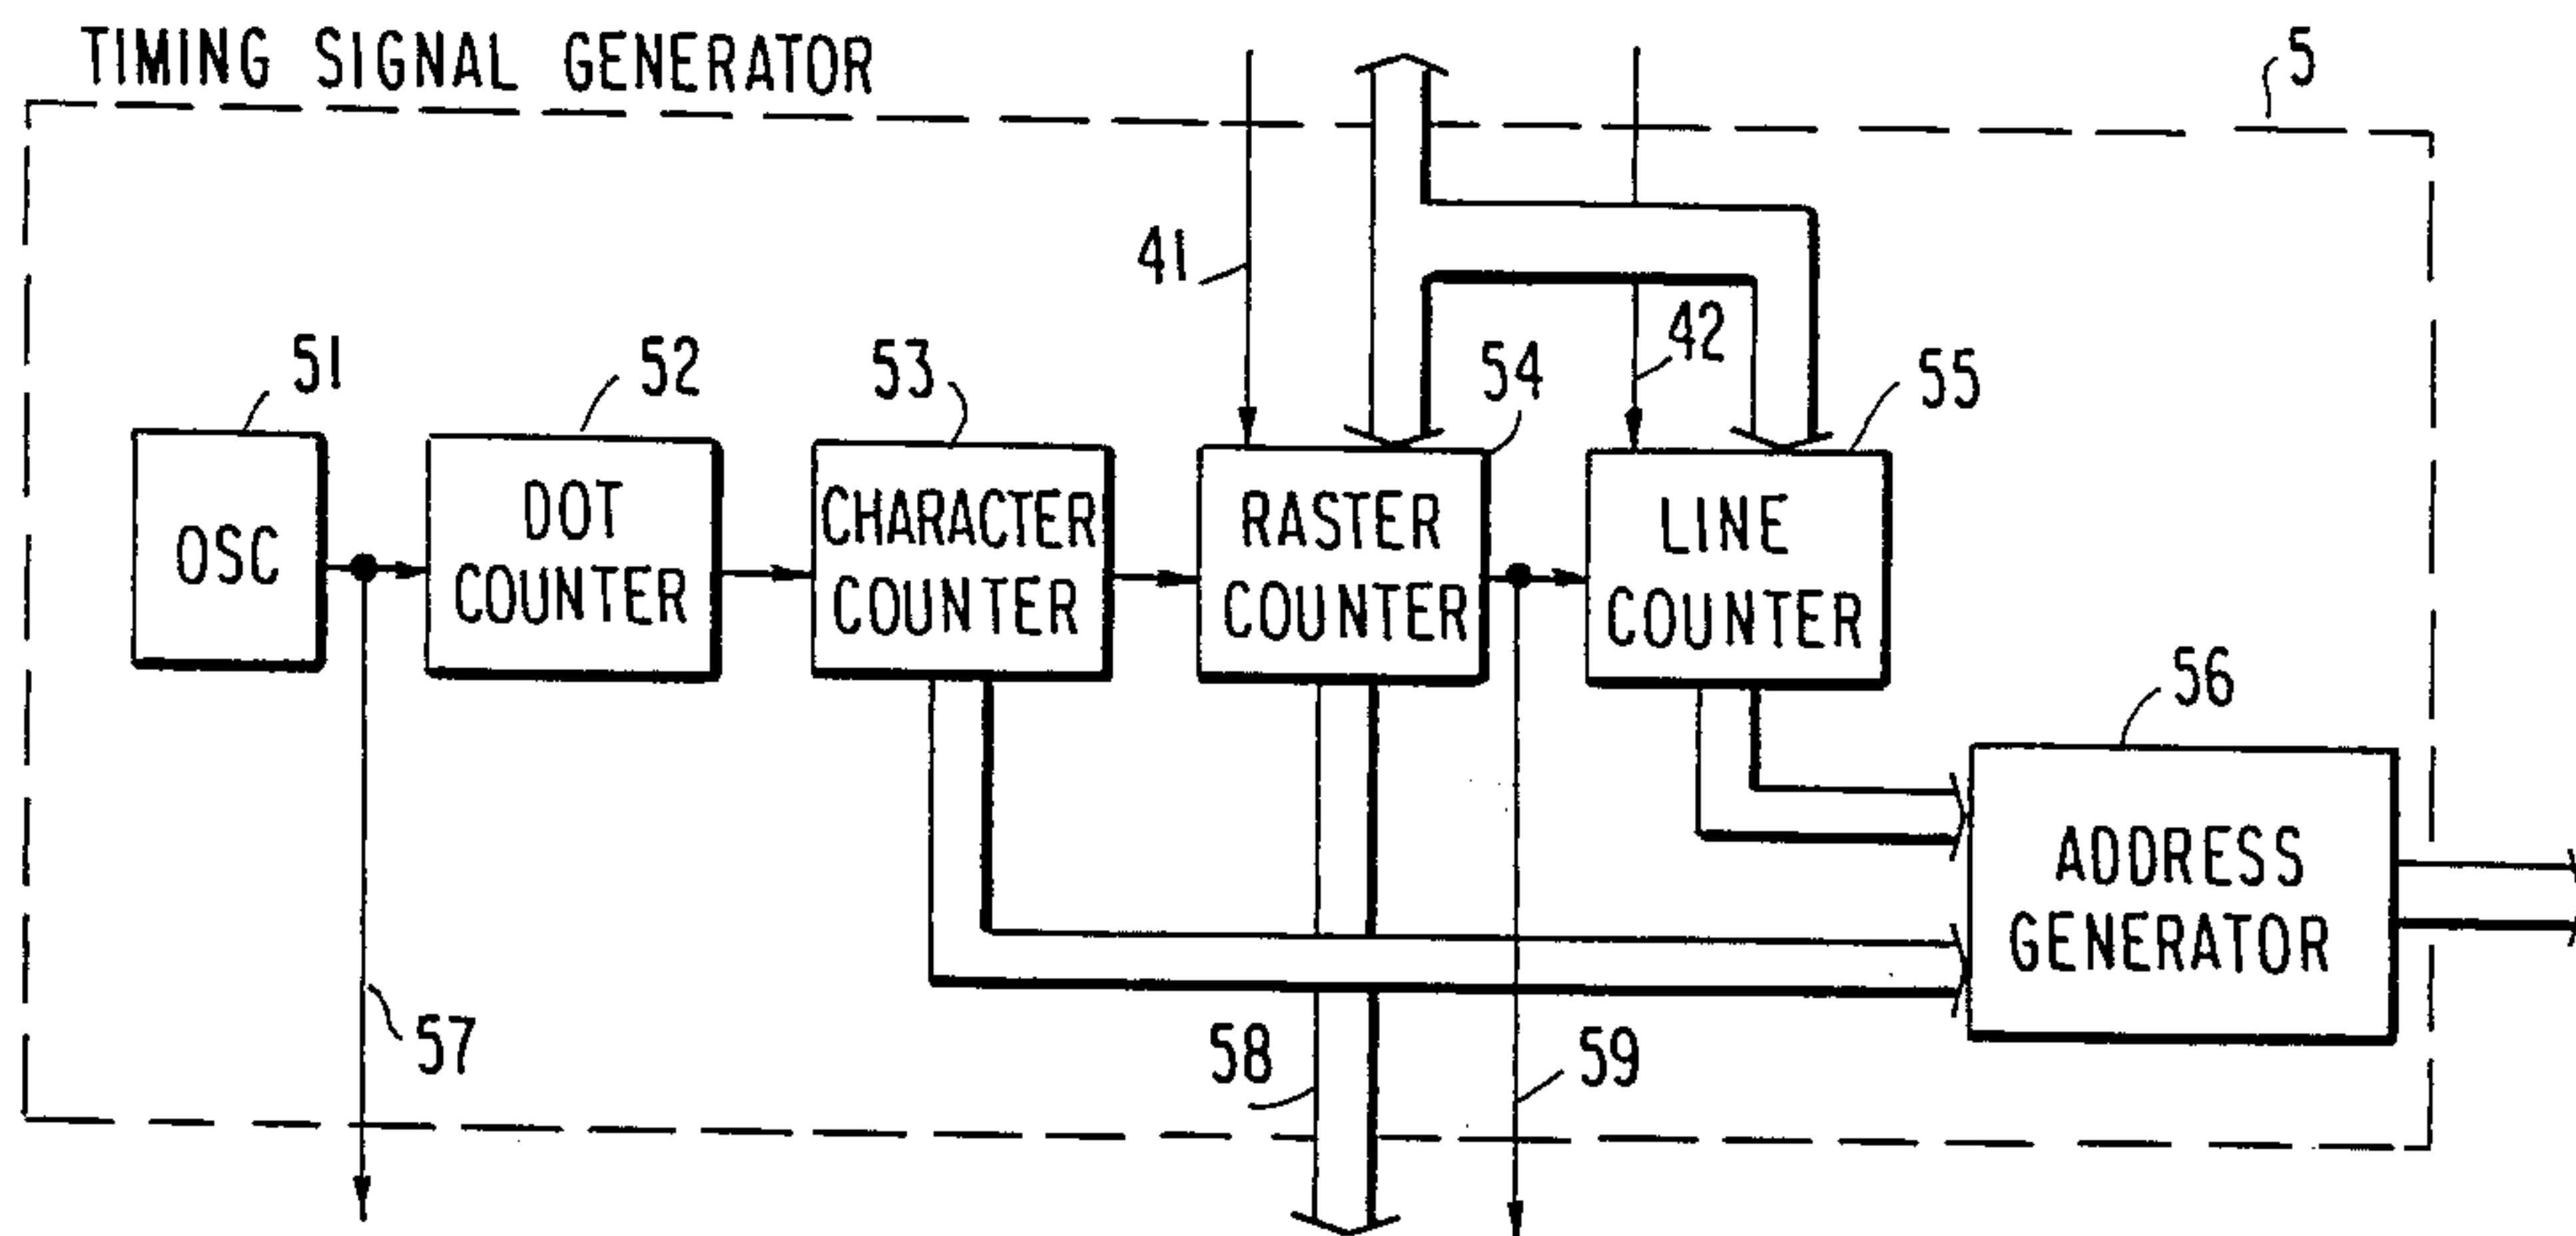 TIMING SIGNAL GENERATOR
5
41
42
51
52
53
54
55
OSC
DOT
COUNTER
CHARACTER
COUNTER
RASTER
COUNTER
LINE
COUNTER
56
ADDRESS
GENERATOR
57
58
59